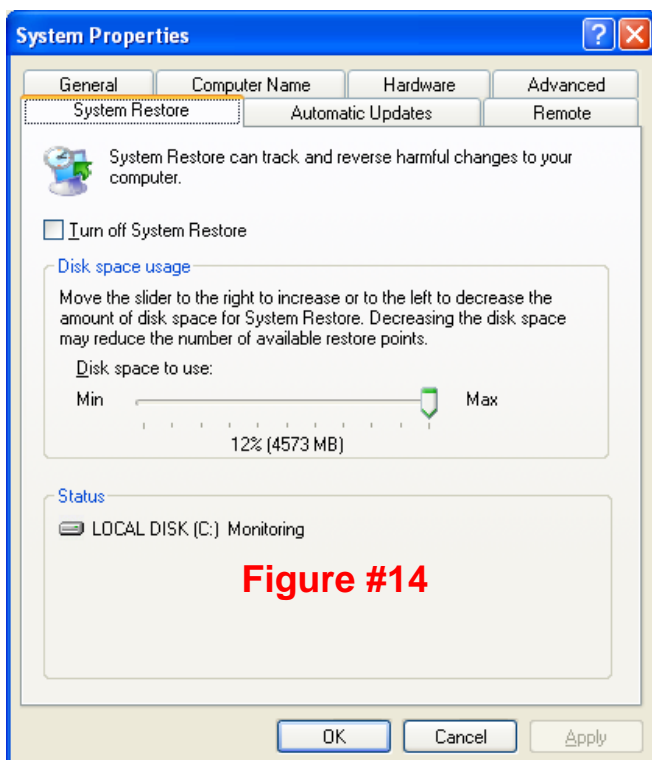 System Properties
General Computer Name Hardware Advanced
System Restore Automatic Updates Remote
System Restore can track and reverse harmful changes to your
computer.
Turn off System Restore
Disk space usage
Move the slider to the right to increase or to the left to decrease the
amount of disk space for System Restore. Decreasing the disk space
may reduce the number of available restore points.
Disk space to use:
Min Max
12% (4573 MB)
Status
LOCAL DISK (C:) Monitoring
Figure #14
OK Cancel Apply